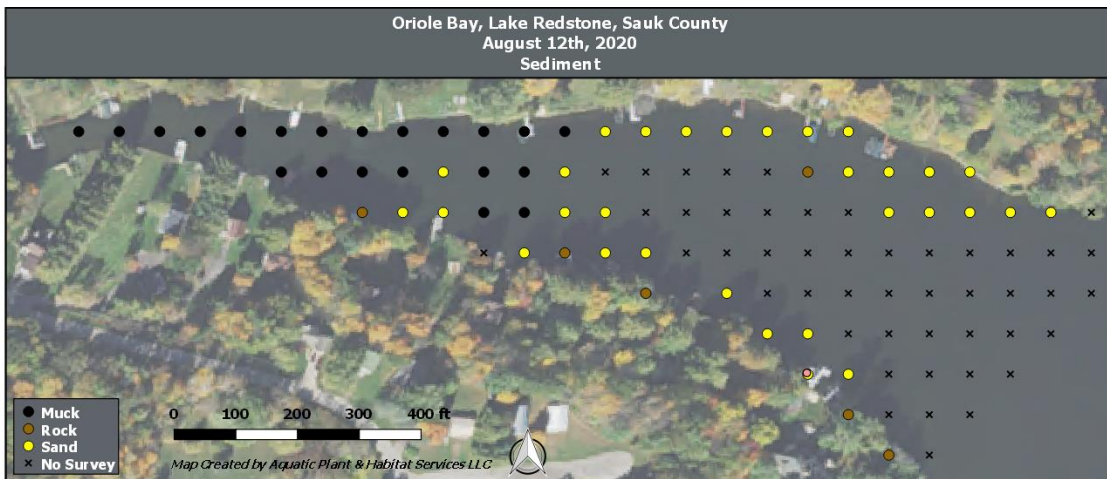 Oriole Bay, Lake Redstone, Sauk County
August 12th, 2020
Sediment
Muck
Rock
Sand
No Survey
0 100 200 300 400 ft
Map Created by Aquatic Plant & Habitat Services LLC